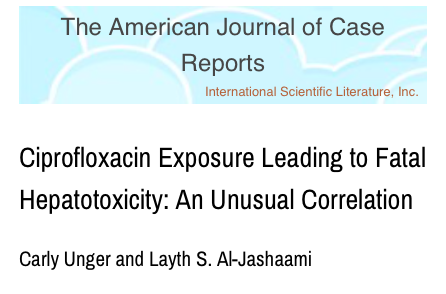 The American Journal of Case
Reports
International Scientific Literature, Inc.
Ciprofloxacin Exposure Leading to Fatal
Hepatotoxicity: An Unusual Correlation
Carly Unger and Layth S. Al-Jashaami